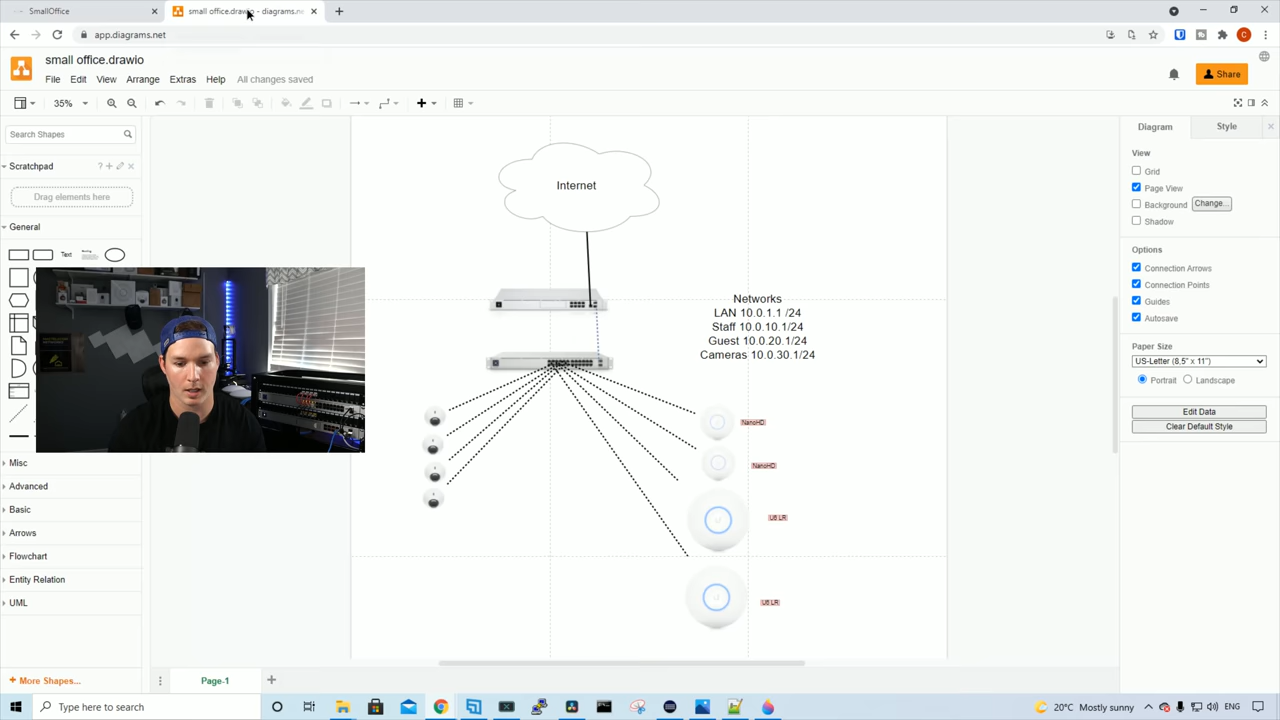 SmallOffice
small office.drawio - diagrams.ne
app.diagrams.net
C
small office.drawio
File Edit View Arrange Extras Help All changes saved
Share
35%
Search Shapes
Scratchpad
?
Drag elements here
General
Text
Misc
Advanced
Basic
Arrows
Flowchart
Entity Relation
UML
+ More Shapes...
Internet
Networks
LAN 10.0.1.1 /24
Staff 10.0.10.1/24
Guest 10.0.20.1/24
Cameras 10.0.30.1/24
NanoHD
NanoHD
U6 LR
U6 LR
Diagram Style
View
Grid
Page View
Background Change...
Shadow
Options
Connection Arrows
Connection Points
Guides
Autosave
Paper Size
US-Letter (8.5" x 11")
Portrait Landscape
Edit Data
Clear Default Style
Page-1
Type here to search
20°C Mostly sunny ENG